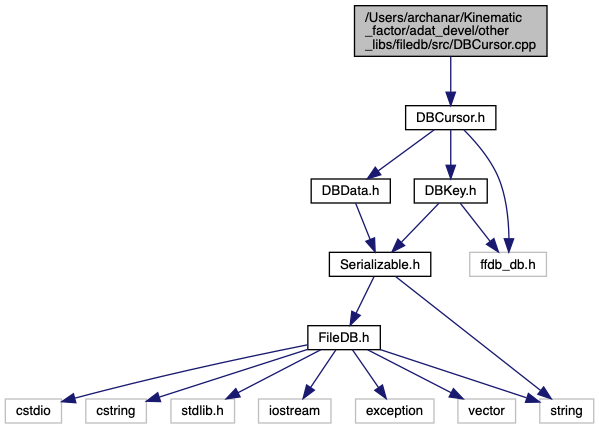 /Users/archanar/Kinematic
_factor/adat_devel/other
_libs/filedb/src/DBCursor.cpp
DBCursor.h
DBData.h
DBKey.h
Serializable.h
ffdb_db.h
FileDB.h
cstdio
cstring
stdlib.h
iostream
exception
vector
string